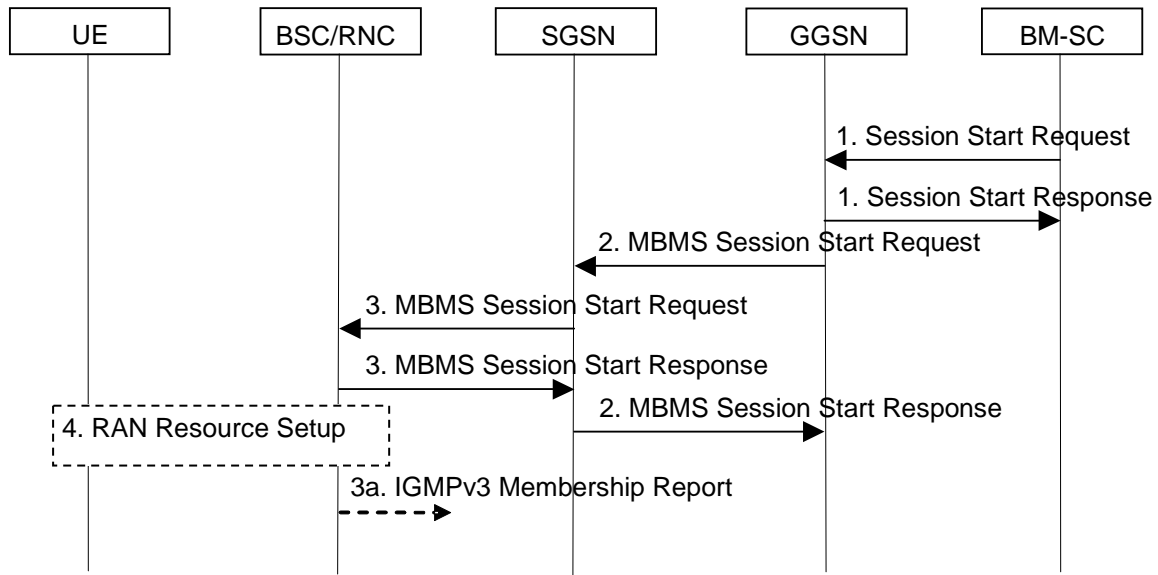 UE
BSC/RNC
SGSN
GGSN
BM-SC
1. Session Start Request
1. Session Start Response
2. MBMS Session Start Request
3. MBMS Session Start Request
3. MBMS Session Start Response
2. MBMS Session Start Response
4. RAN Resource Setup
3a. IGMPv3 Membership Report